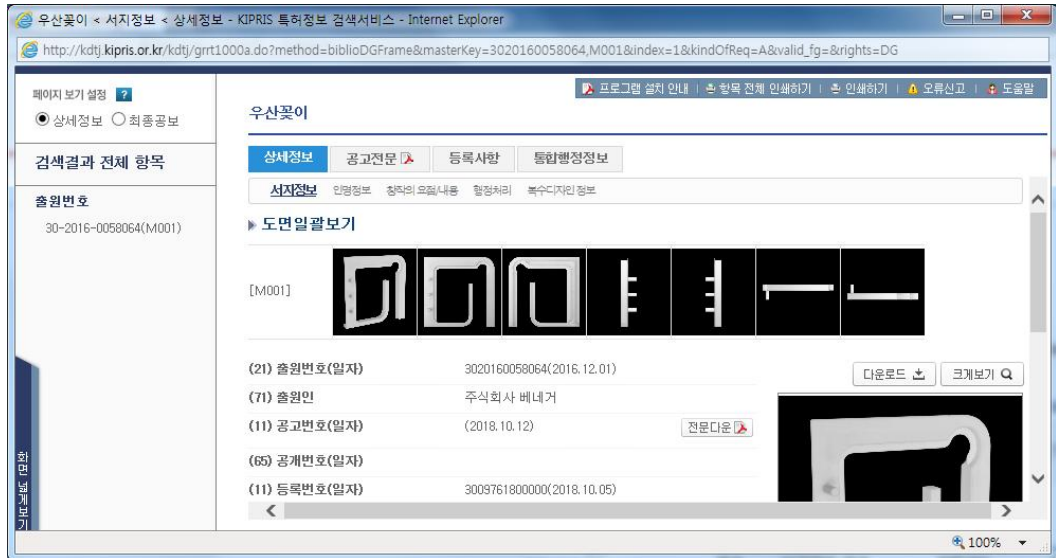 우산꽂이 < 서지정보 < 상세정보 - KIPRIS 특허정보 검색서비스 - Internet Explorer
http://kdtj.kipris.or.kr/kdtj/grrt1000a.do?method=biblioDGFrame&masterKey=3020160058064,M001&index=1&kindOfReq=A&valid_fg=&rights=DG
페이지 보기 설정 ?
상세정보 최종공보
검색결과 전체 항목
출원번호
30-2016-0058064(M001)
화면 넓게보기
프로그램 설치 안내 | 항목 전체 인쇄하기 | 인쇄하기 | 오류신고 | 도움말
우산꽂이
상세정보 공고전문 등록사항 통합행정정보
서지정보 인명정보 창작의 요점/내용 행정처리 복수디자인 정보
도면일괄보기
[M001]
(21) 출원번호(일자) 3020160058064(2016.12.01)
다운로드 크게보기
(71) 출원인 주식회사 베네거
(11) 공고번호(일자) (2018.10.12) 전문다운
(65) 공개번호(일자)
(11) 등록번호(일자) 3009761800000(2018.10.05)
100%